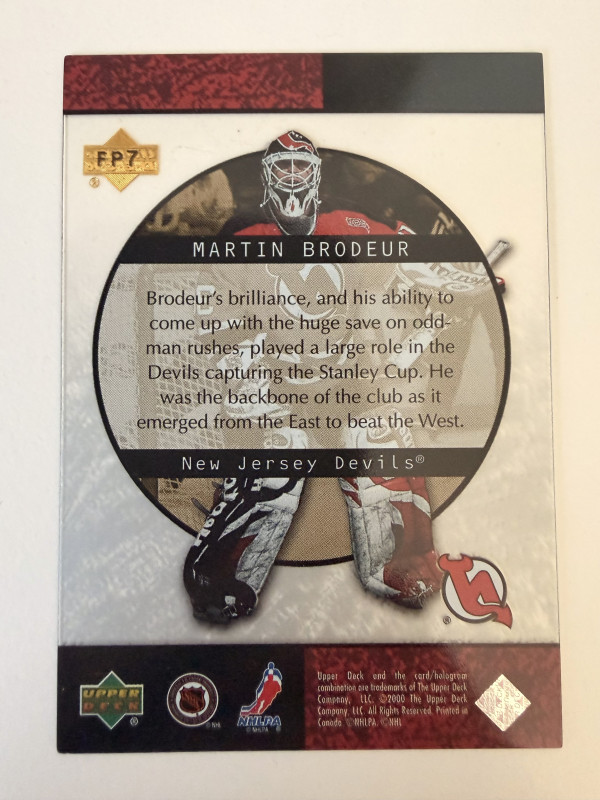 FP7
MARTIN BRODEUR
Brodeur's brilliance, and his ability to
come up with the huge save on odd-
man rushes, played a large role in the
Devils capturing the Stanley Cup. He
was the backbone of the club as it
emerged from the East to beat the West.
New Jersey Devils®
UPPER
DECK
®
NHLPA
©NHL
©NHLPA ®
Upper Deck and the card/hologram
combination are trademarks of The Upper Deck
Company, LLC. ©2000 The Upper Deck
Company, LLC. All Rights Reserved. Printed in
Canada. ©NHLPA, ©NHL